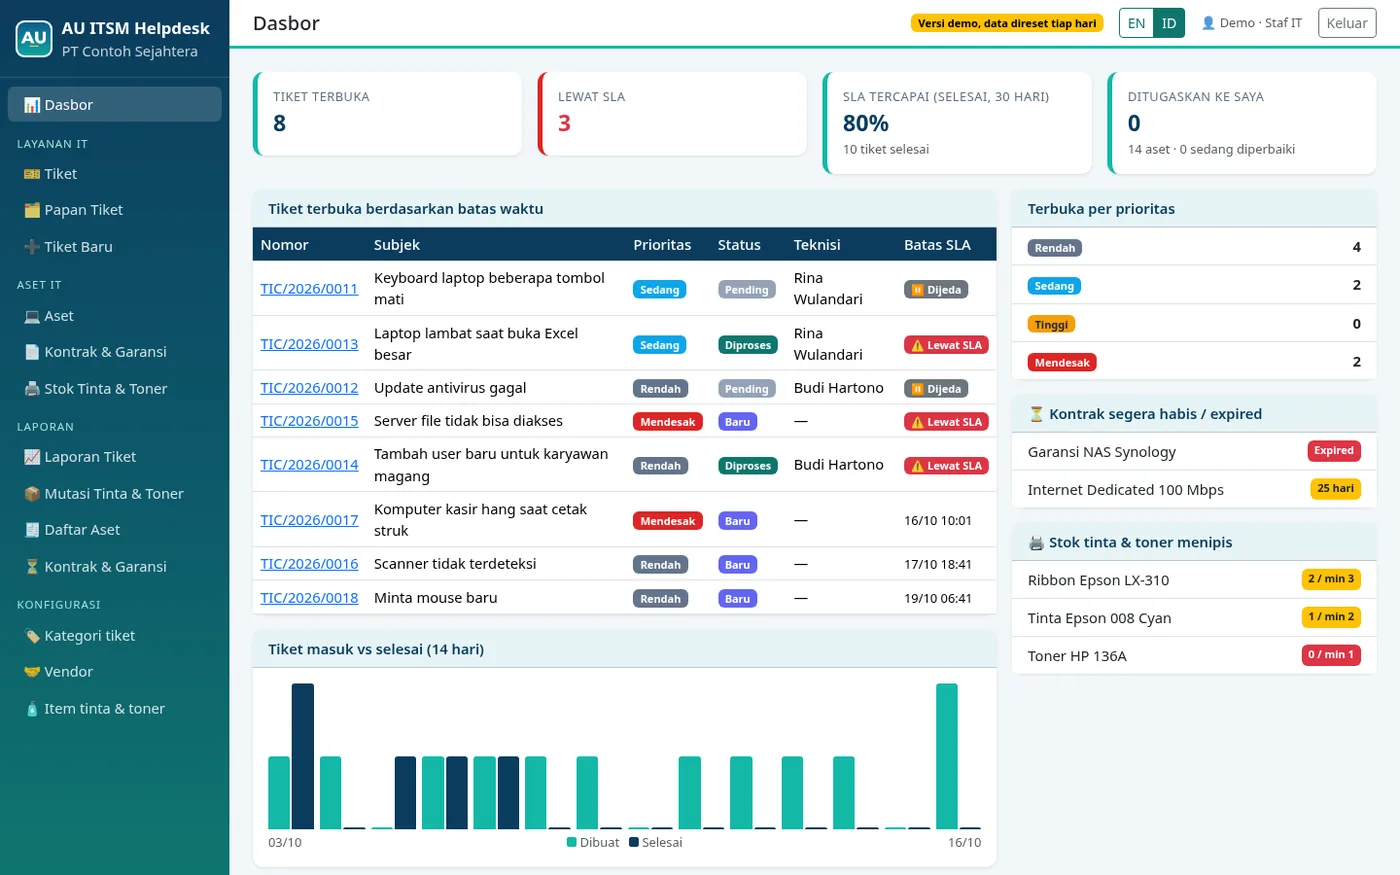 AU
AU ITSM Helpdesk
PT Contoh Sejahtera
Dasbor
LAYANAN IT
Tiket
Papan Tiket
Tiket Baru
ASET IT
Aset
Kontrak & Garansi
Stok Tinta & Toner
LAPORAN
Laporan Tiket
Mutasi Tinta & Toner
Daftar Aset
Kontrak & Garansi
KONFIGURASI
Kategori tiket
Vendor
Item tinta & toner
Dasbor
Versi demo, data direset tiap hari
EN ID
Demo · Staf IT
Keluar
TIKET TERBUKA
8
LEWAT SLA
3
SLA TERCAPAI (SELESAI, 30 HARI)
80%
10 tiket selesai
DITUGASKAN KE SAYA
0
14 aset · 0 sedang diperbaiki
Tiket terbuka berdasarkan batas waktu
Nomor Subjek Prioritas Status Teknisi Batas SLA
TIC/2026/0011 Keyboard laptop beberapa tombol mati Sedang Pending Rina Wulandari Dijeda
TIC/2026/0013 Laptop lambat saat buka Excel besar Sedang Diproses Rina Wulandari Lewat SLA
TIC/2026/0012 Update antivirus gagal Rendah Pending Budi Hartono Dijeda
TIC/2026/0015 Server file tidak bisa diakses Mendesak Baru — Lewat SLA
TIC/2026/0014 Tambah user baru untuk karyawan magang Rendah Diproses Budi Hartono Lewat SLA
TIC/2026/0017 Komputer kasir hang saat cetak struk Mendesak Baru — 16/10 10:01
TIC/2026/0016 Scanner tidak terdeteksi Rendah Baru — 17/10 18:41
TIC/2026/0018 Minta mouse baru Rendah Baru — 19/10 06:41
Tiket masuk vs selesai (14 hari)
03/10 Dibuat Selesai 16/10
Terbuka per prioritas
Rendah 4
Sedang 2
Tinggi 0
Mendesak 2
Kontrak segera habis / expired
Garansi NAS Synology Expired
Internet Dedicated 100 Mbps 25 hari
Stok tinta & toner menipis
Ribbon Epson LX-310 2 / min 3
Tinta Epson 008 Cyan 1 / min 2
Toner HP 136A 0 / min 1